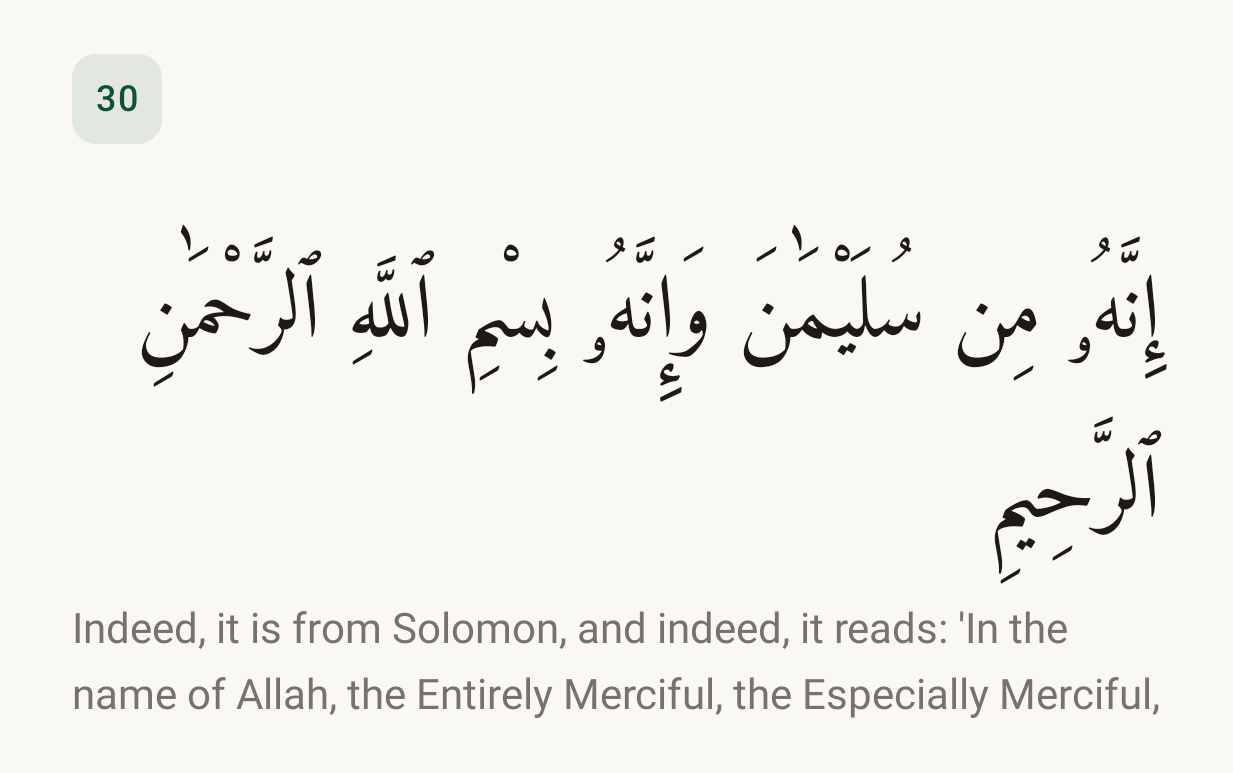 30
إِنَّهُۥ مِن سُلَيْمَٰنَ وَإِنَّهُۥ بِسْمِ ٱللَّهِ ٱلرَّحْمَٰنِ
ٱلرَّحِيمِ
Indeed, it is from Solomon, and indeed, it reads: 'In the
name of Allah, the Entirely Merciful, the Especially Merciful,